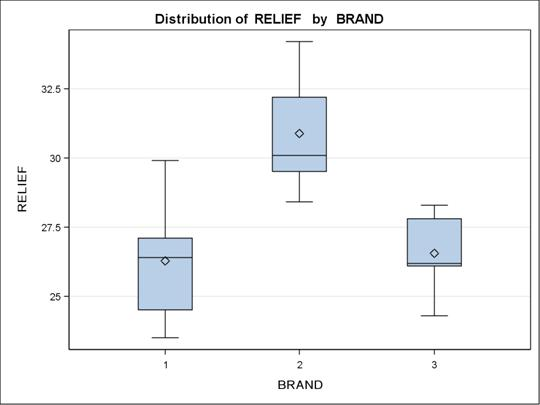 Distribution of RELIEF by BRAND
32.5
30
27.5
25
RELIEF
1 2 3
BRAND